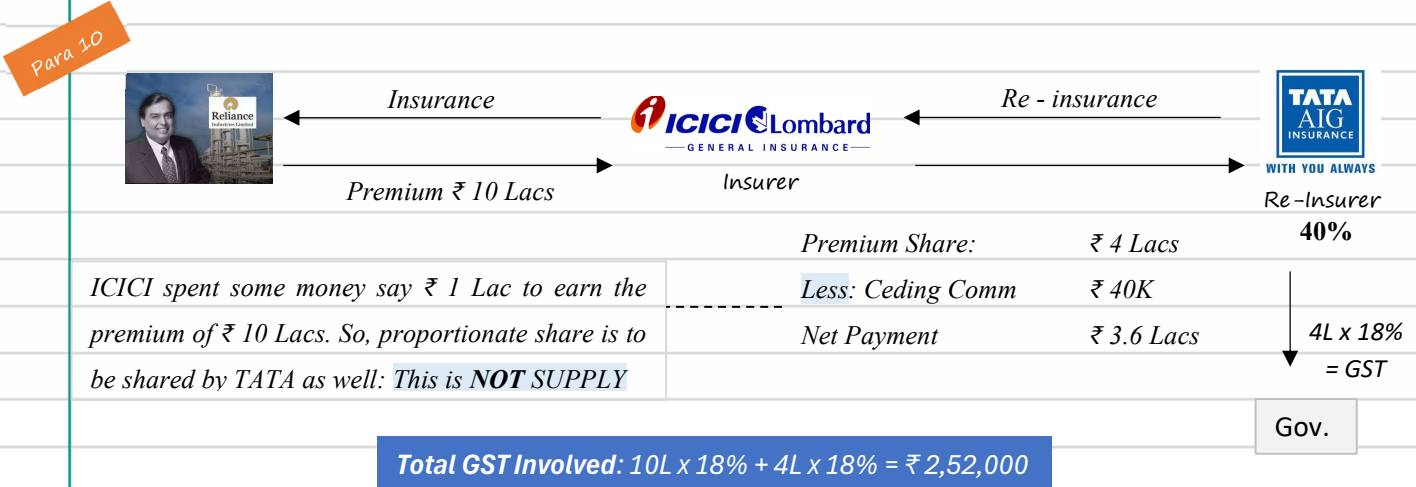 Para 10
Insurance
Re - insurance
Reliance
Industries Limited
ICICI Lombard
GENERAL INSURANCE
TATA
AIG
INSURANCE
WITH YOU ALWAYS
Premium ₹ 10 Lacs
Insurer
Re-Insurer
40%
Premium Share: ₹ 4 Lacs
Less: Ceding Comm ₹ 40K
Net Payment ₹ 3.6 Lacs
ICICI spent some money say ₹ 1 Lac to earn the
premium of ₹ 10 Lacs. So, proportionate share is to
be shared by TATA as well: This is NOT SUPPLY
4L x 18%
= GST
Gov.
Total GST Involved: 10L x 18% + 4L x 18% = ₹ 2,52,000